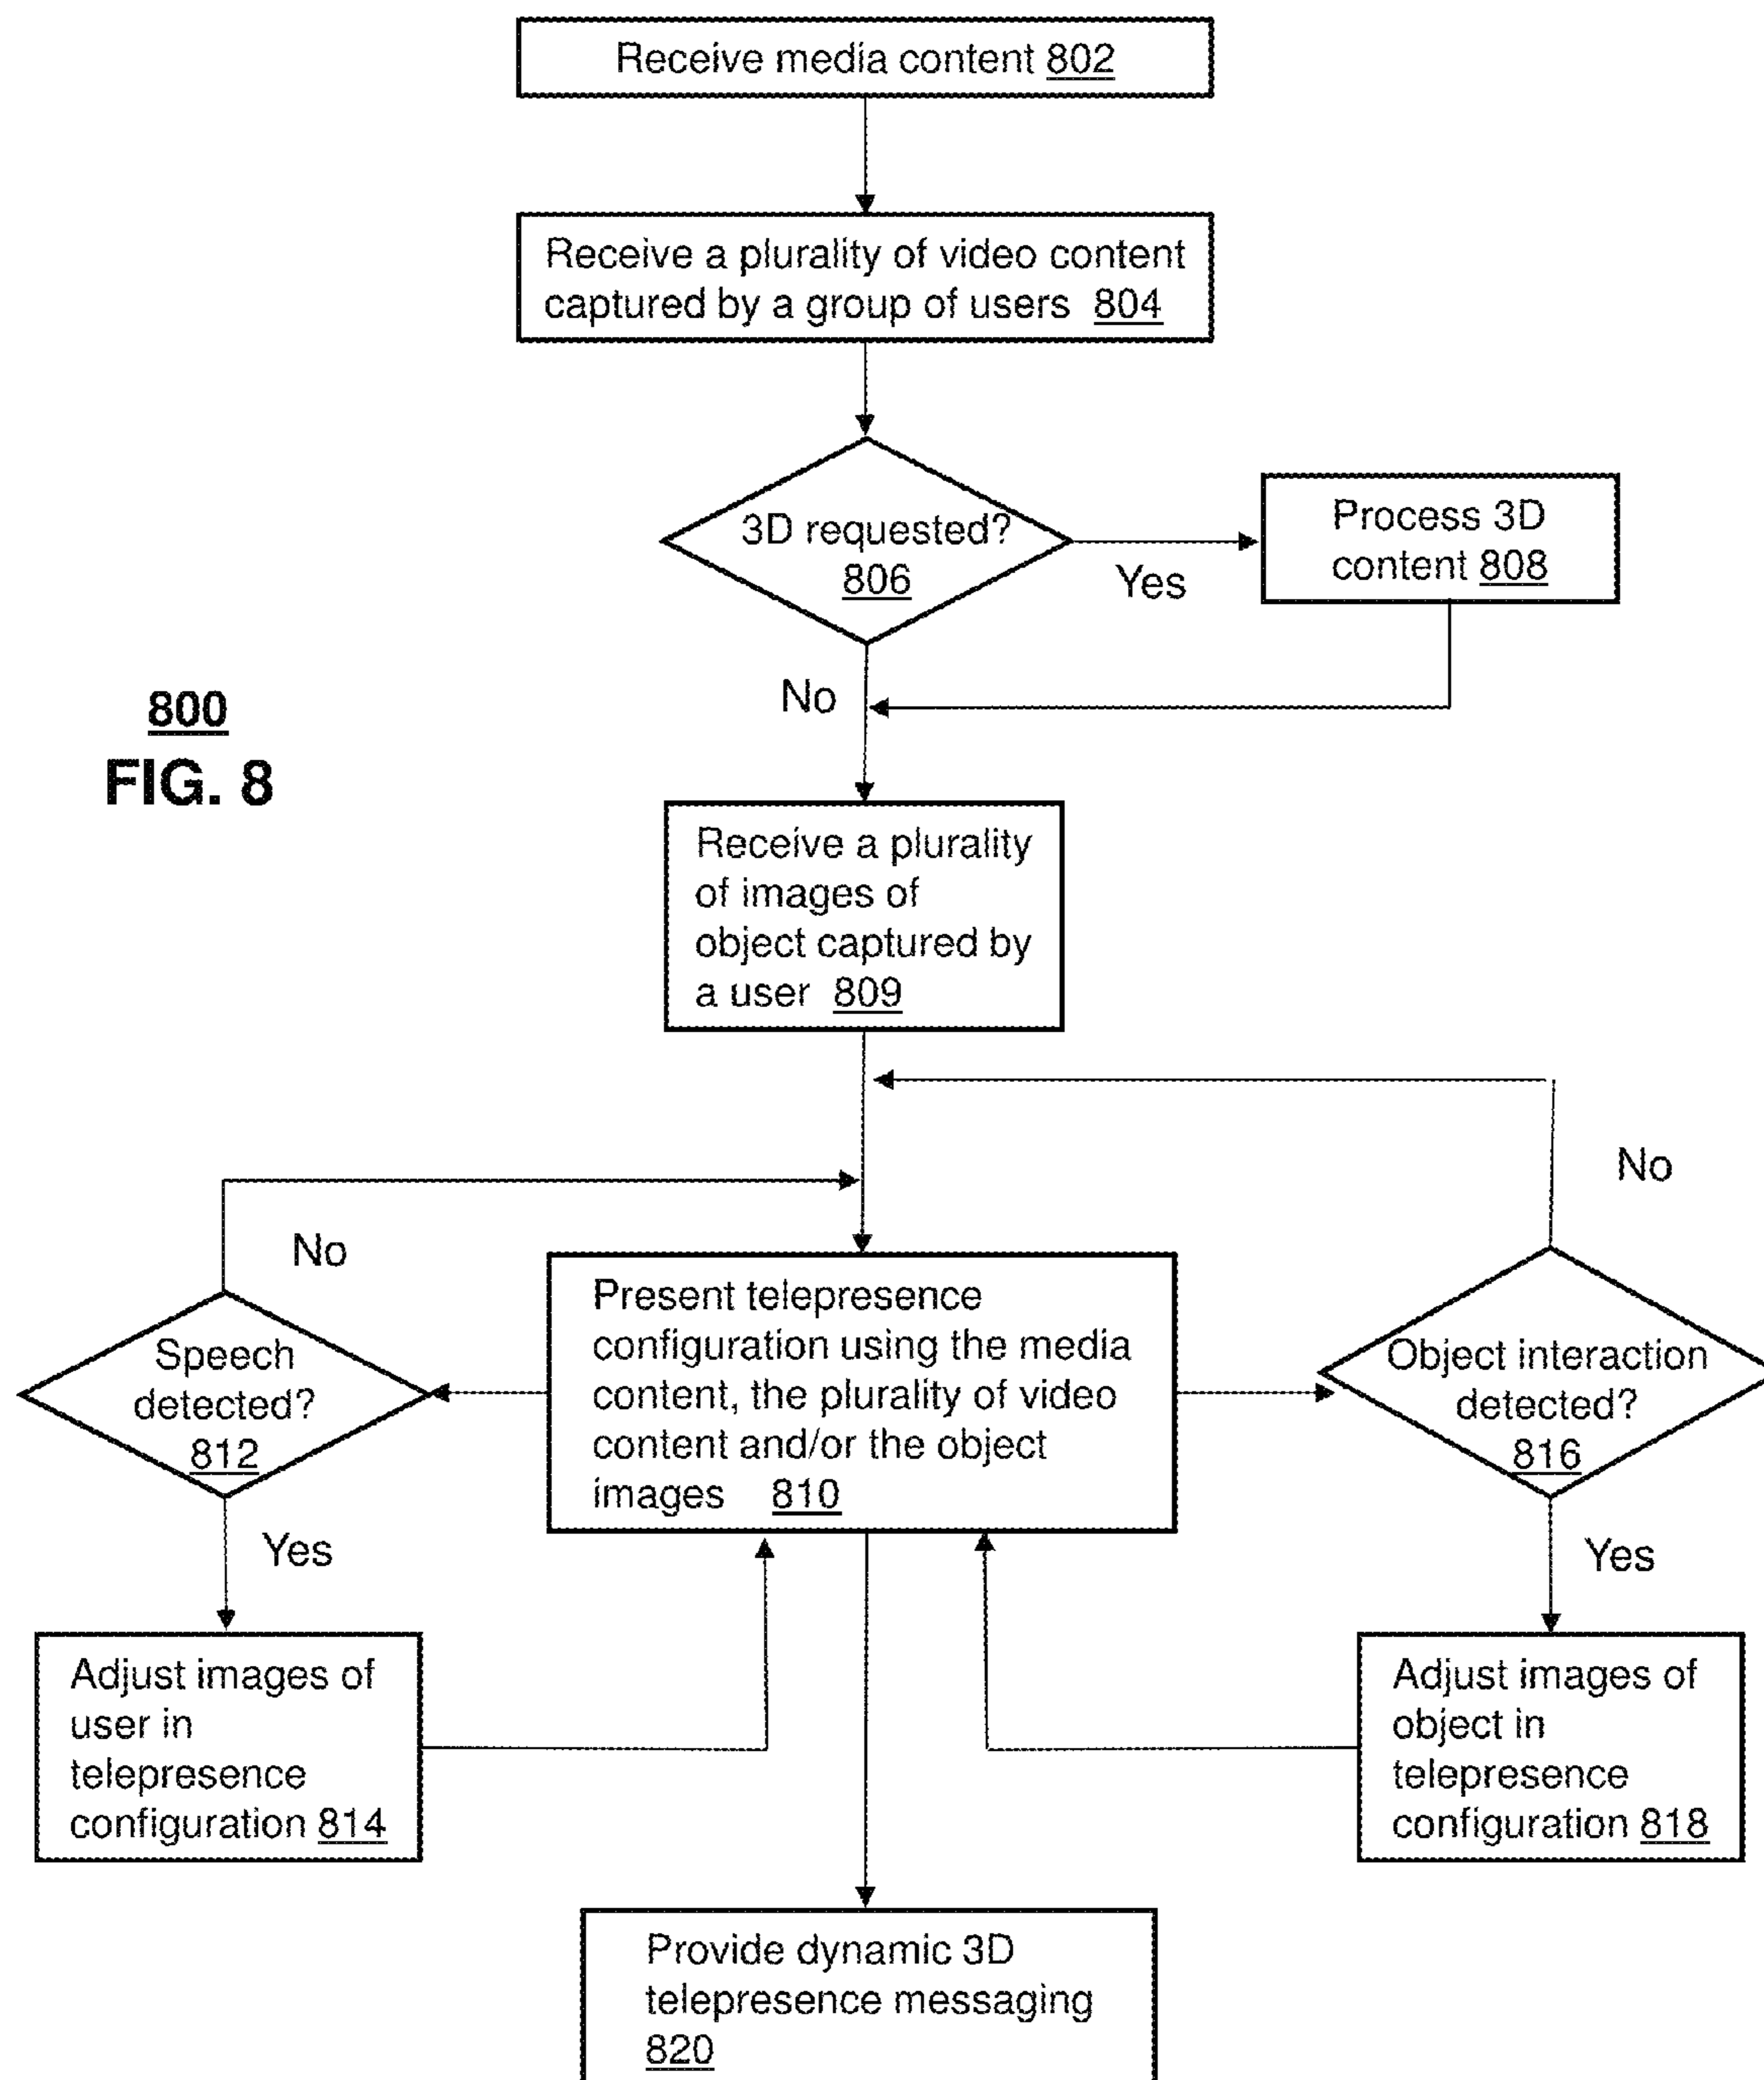 Receive media content 802
Receive a plurality of video content
captured by a group of users 804
3D requested?
806
Yes
Process 3D
content 808
No
800
FIG. 8
Receive a plurality
of images of
object captured by
a user 809
No
No
Speech
detected?
812
Present telepresence
configuration using the media
content, the plurality of video
content and/or the object
images 810
Object interaction
detected?
816
Yes
Yes
Adjust images of
user in
telepresence
configuration 814
Adjust images of
object in
telepresence
configuration 818
Provide dynamic 3D
telepresence messaging
820